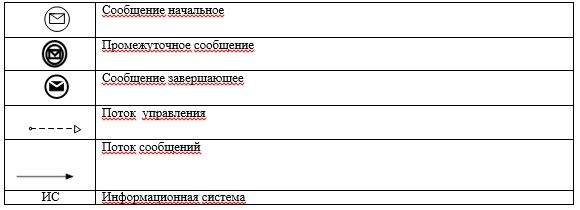 Сообщение начальное
Промежуточное сообщение
Сообщение завершающее
Поток управления
Поток сообщений
ИС Информационная система